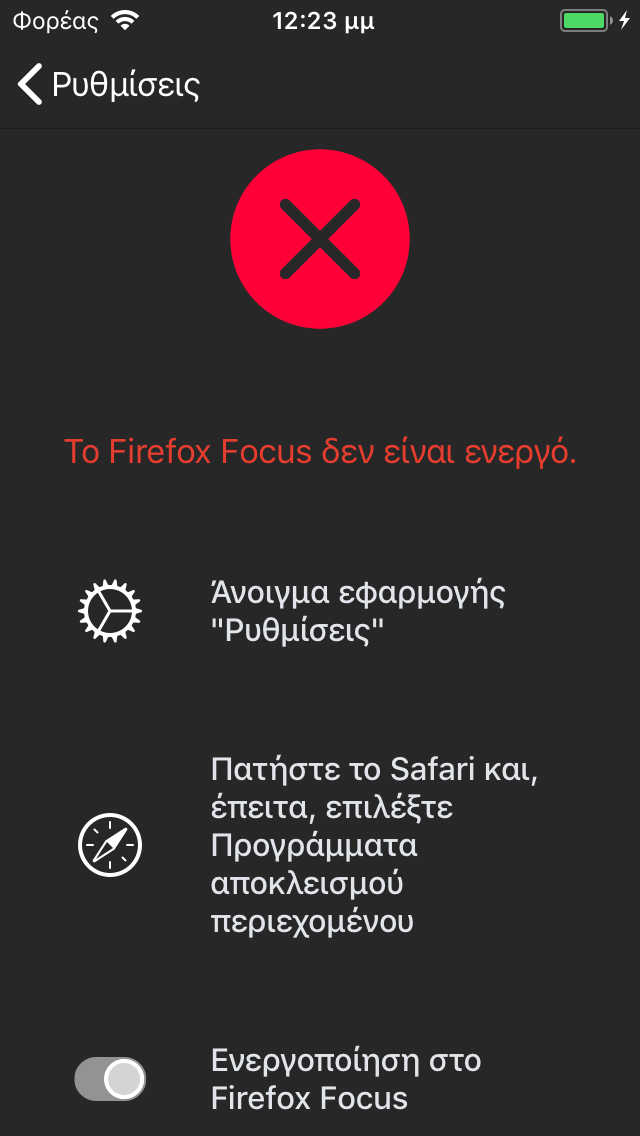 Φορέας 12:23 μμ
Ρυθμίσεις
Το Firefox Focus δεν είναι ενεργό.
Άνοιγμα εφαρμογής
"Ρυθμίσεις"
Πατήστε το Safari και,
έπειτα, επιλέξτε
Προγράμματα
αποκλεισμού
περιεχομένου
Ενεργοποίηση στο
Firefox Focus